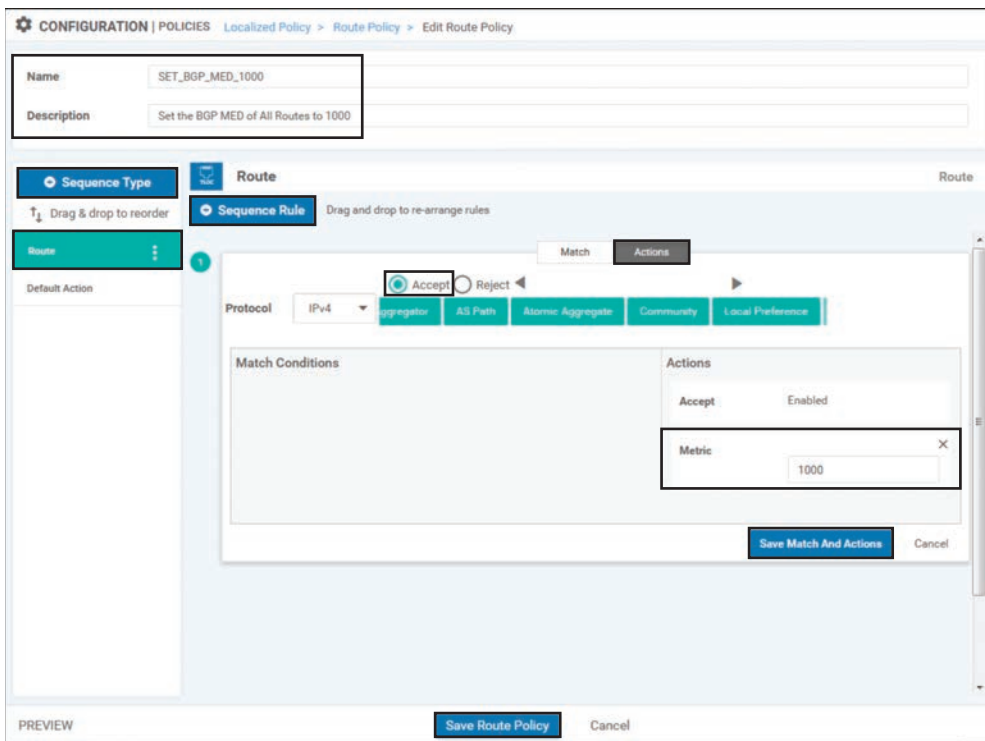 CONFIGURATION | POLICIES Localized Policy > Route Policy > Edit Route Policy
Name SET_BGP_MED_1000
Description Set the BGP MED of All Routes to 1000
Sequence Type
Drag & drop to reorder
Route
Default Action
Route Route
Sequence Rule Drag and drop to re-arrange rules
1
Match Actions
Accept Reject
Protocol IPv4 ggregator AS Path Atomic Aggregate Community Local Preference
Match Conditions
Actions
Accept Enabled
Metric
1000
Save Match And Actions Cancel
PREVIEW Save Route Policy Cancel